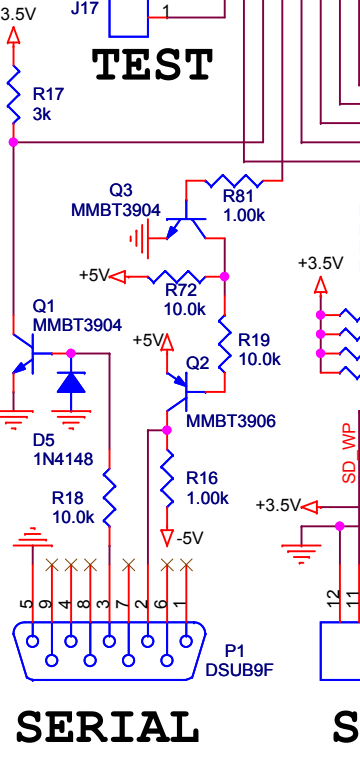 J17
1
3.5V
TEST
R17
3k
Q3
MMBT3904
R81
1.00k
+5V
R72
10.0k
+3.5V
Q1
MMBT3904
+5V
Q2
R19
10.0k
MMBT3906
D5
1N4148
R18
10.0k
R16
1.00k
SD_WP
+3.5V
-5V
5 9 4 8 3 7 2 6 1
12 11
P1
DSUB9F
SERIAL
S